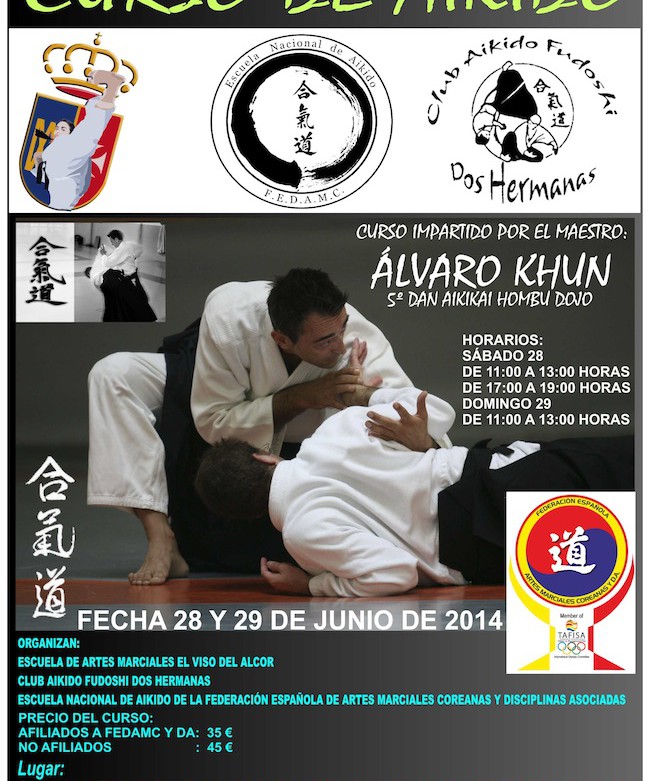 CURSO DE AIKIDO
Escuela Nacional de Aikido
合氣道
F.E.D.A.M.C.
Club Aikido Fudoshi
合氣道
Dos Hermanas
合氣道
CURSO IMPARTIDO POR EL MAESTRO:
ÁLVARO KHUN
5º DAN AIKIKAI HOMBU DOJO
HORARIOS:
SÁBADO 28
DE 11:00 A 13:00 HORAS
DE 17:00 A 19:00 HORAS
DOMINGO 29
DE 11:00 A 13:00 HORAS
合氣道
FEDERACIÓN ESPAÑOLA
道
ARTES MARCIALES COREANAS Y D.A.
Member of
TAFISA
FECHA 28 Y 29 DE JUNIO DE 2014
ORGANIZAN:
ESCUELA DE ARTES MARCIALES EL VISO DEL ALCOR
CLUB AIKIDO FUDOSHI DOS HERMANAS
ESCUELA NACIONAL DE AIKIDO DE LA FEDERACIÓN ESPAÑOLA DE ARTES MARCIALES COREANAS Y DISCIPLINAS ASOCIADAS
PRECIO DEL CURSO:
AFILIADOS A FEDAMC Y DA: 35 €
NO AFILIADOS : 45 €
Lugar: